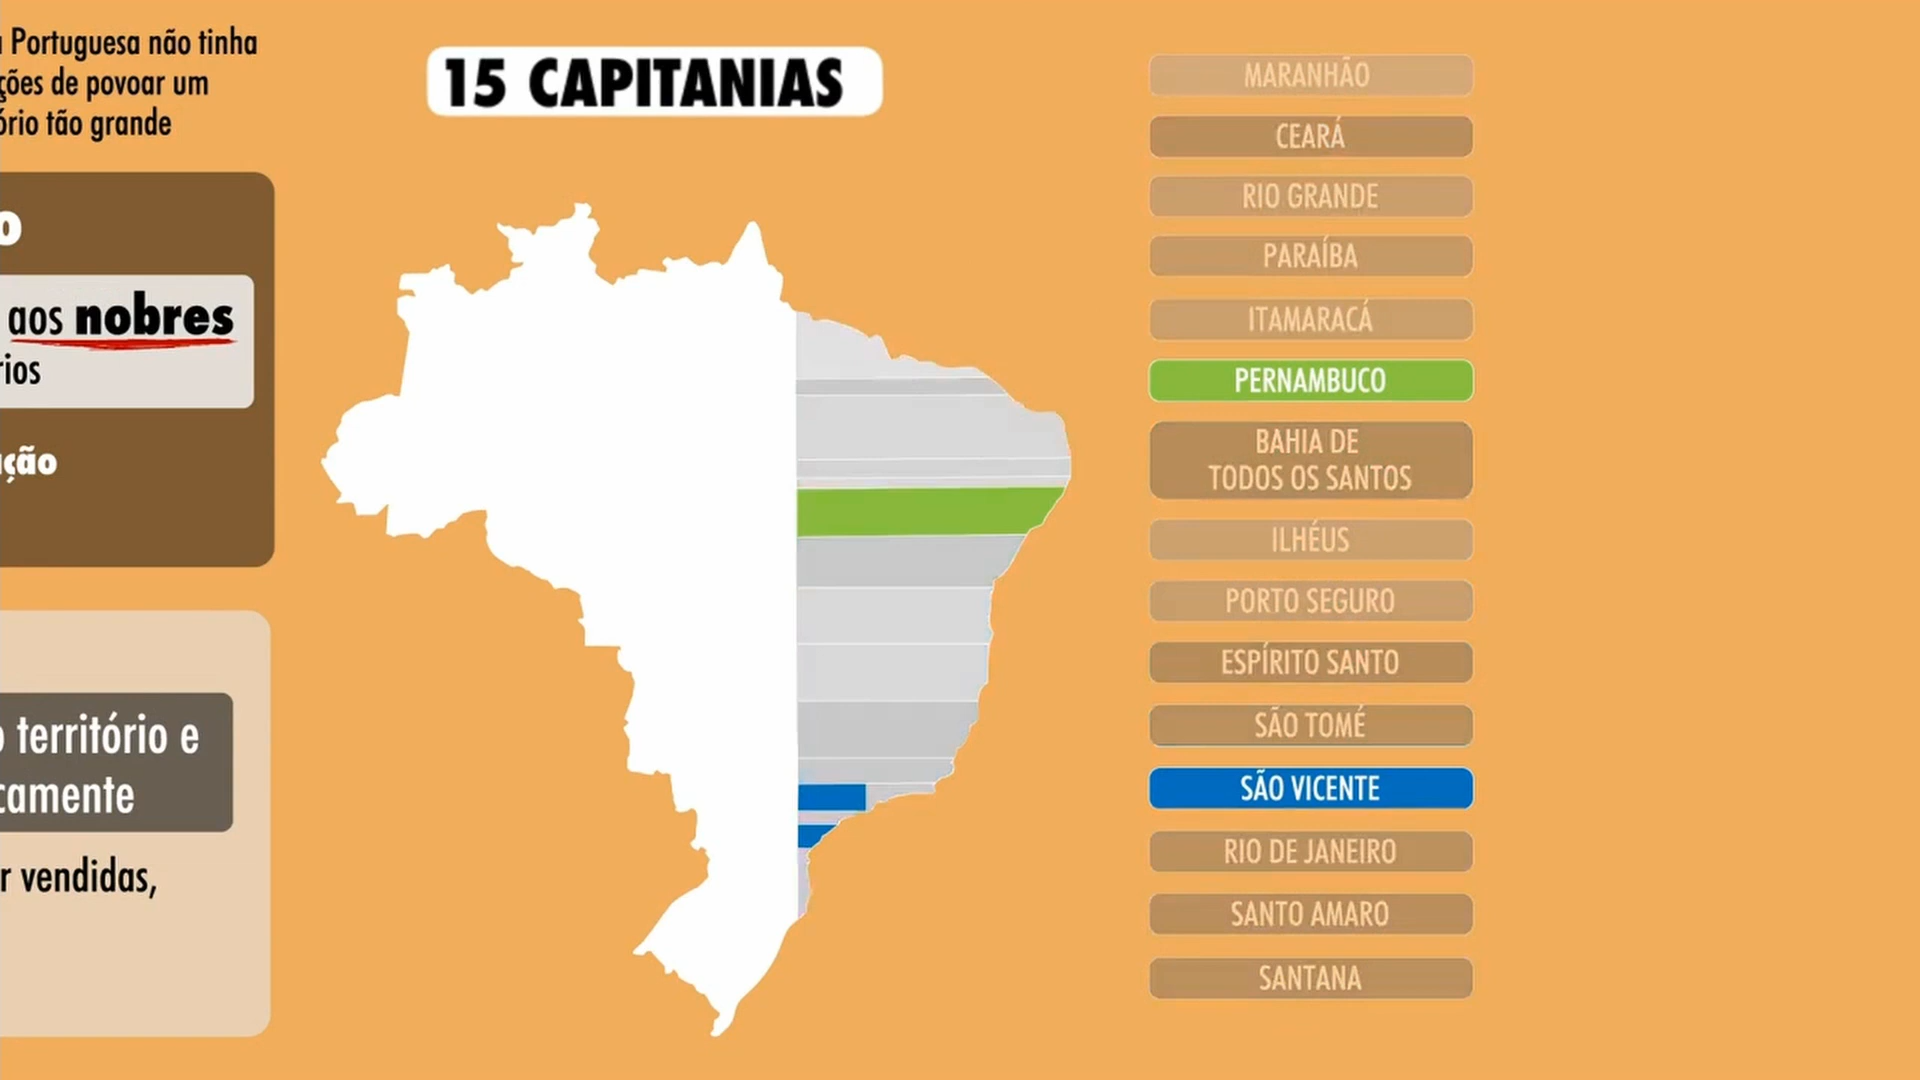 Portuguesa não tinha
ções de povoar um
ório tão grande
o
aos nobres
rios
ação
o território e
camente
r vendidas,
15 CAPITANIAS
MARANHÃO
CEARÁ
RIO GRANDE
PARAÍBA
ITAMARACÁ
PERNAMBUCO
BAHIA DE
TODOS OS SANTOS
ILHÉUS
PORTO SEGURO
ESPÍRITO SANTO
SÃO TOMÉ
SÃO VICENTE
RIO DE JANEIRO
SANTO AMARO
SANTANA